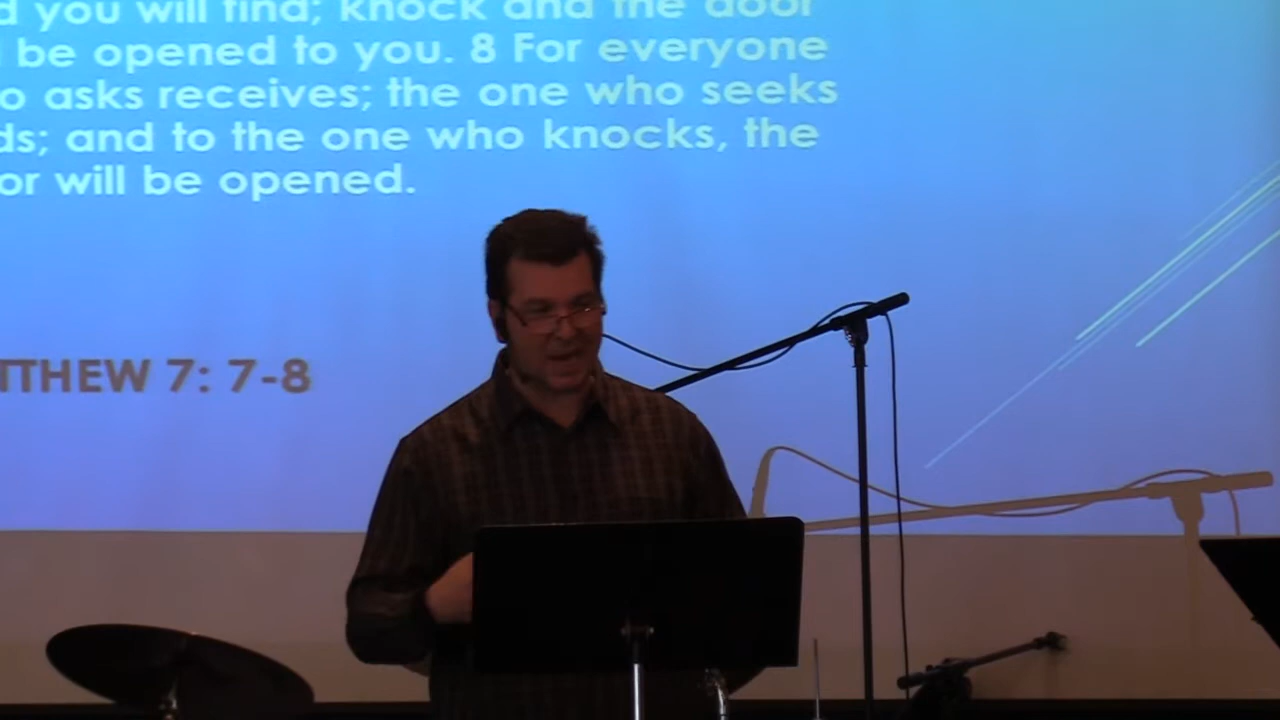 d you will find; knock and the door
l be opened to you. 8 For everyone
o asks receives; the one who seeks
ds; and to the one who knocks, the
or will be opened.
TTHEW 7: 7-8